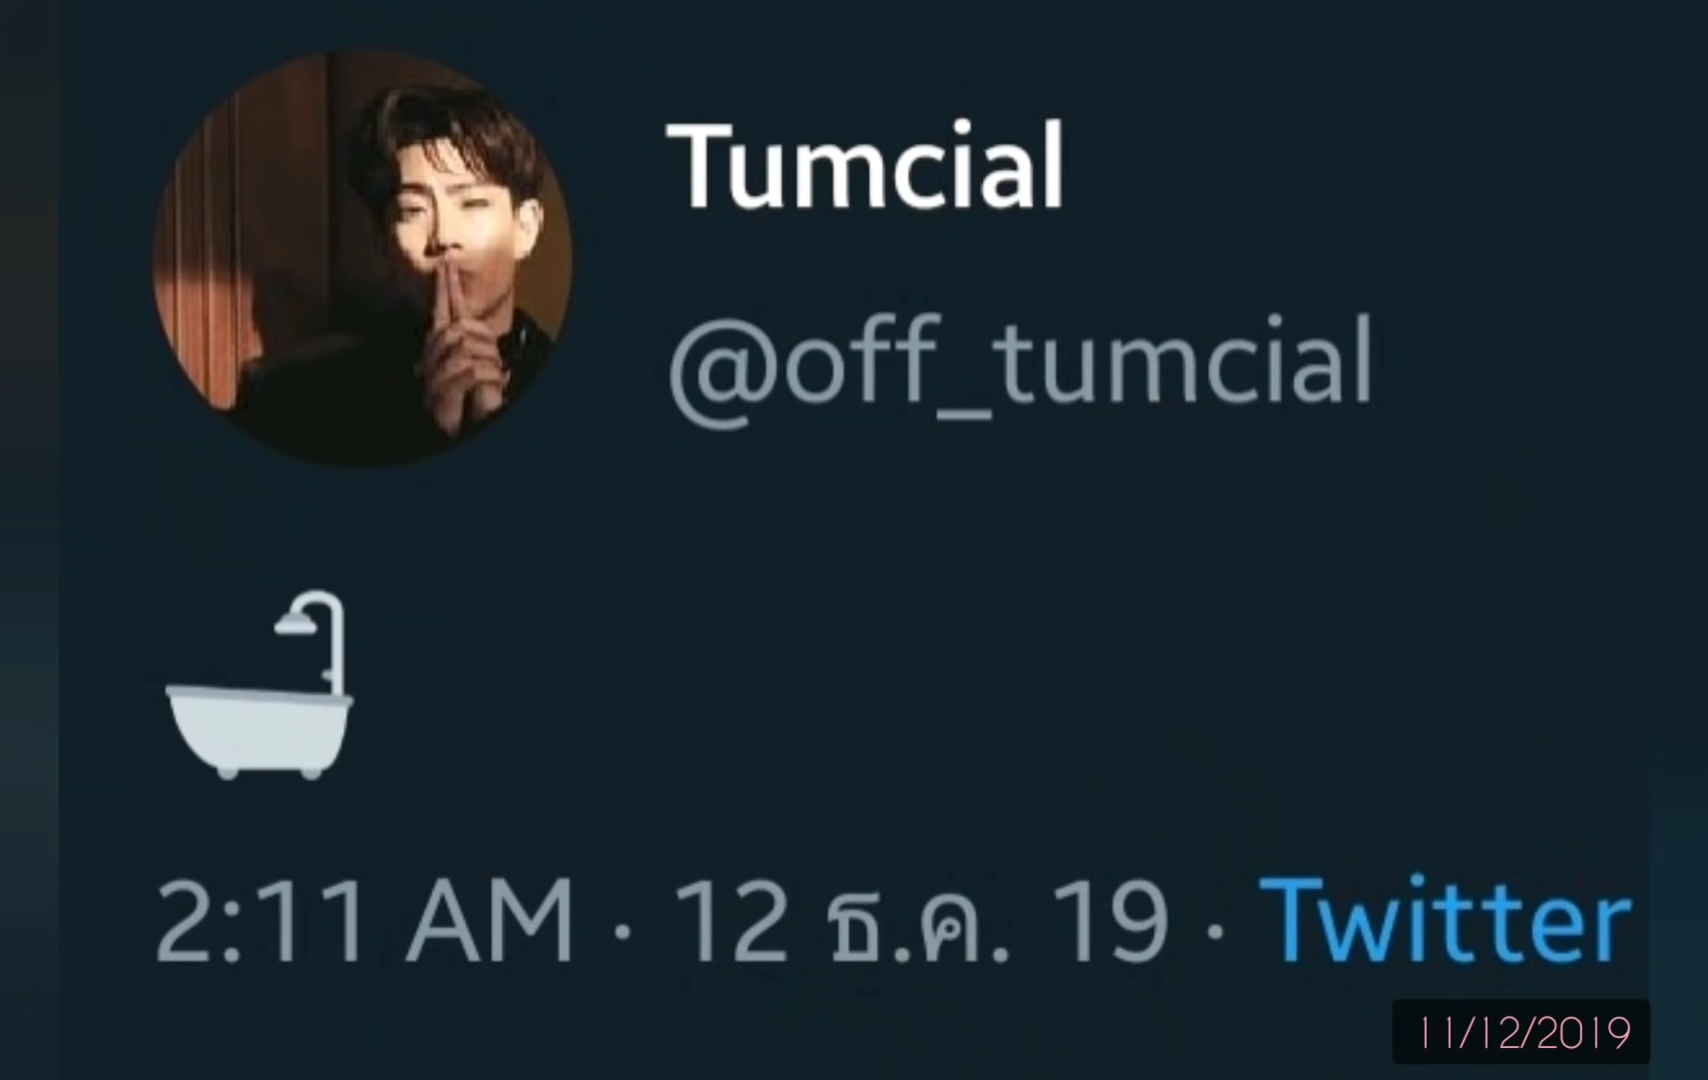 Tumcial
@off_tumcial
2:11 AM · 12 ธ.ค. 19 · Twitter
11/12/2019